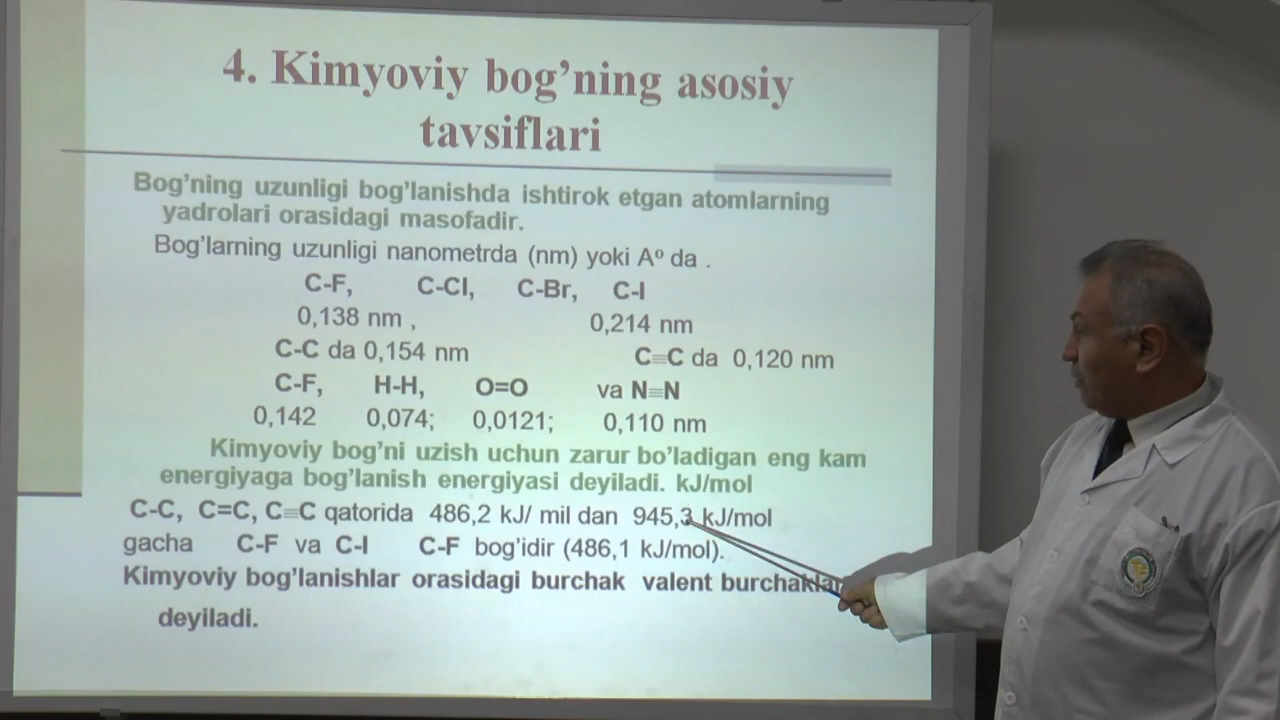 4. Kimyoviy bog’ning asosiy
tavsiflari
Bog’ning uzunligi bog’lanishda ishtirok etgan atomlarning
yadrolari orasidagi masofadir.
Bog’larning uzunligi nanometrda (nm) yoki Aº da .
C-F, C-Cl, C-Br, C-I
0,138 nm , 0,214 nm
C-C da 0,154 nm C≡C da 0,120 nm
C-F, H-H, O=O va N≡N
0,142 0,074; 0,0121; 0,110 nm
Kimyoviy bog’ni uzish uchun zarur bo’ladigan eng kam
energiyaga bog’lanish energiyasi deyiladi. kJ/mol
C-C, C=C, C≡C qatorida 486,2 kJ/ mil dan 945,3 kJ/mol
gacha C-F va C-I C-F bog’idir (486,1 kJ/mol).
Kimyoviy bog’lanishlar orasidagi burchak valent burchaklar
deyiladi.